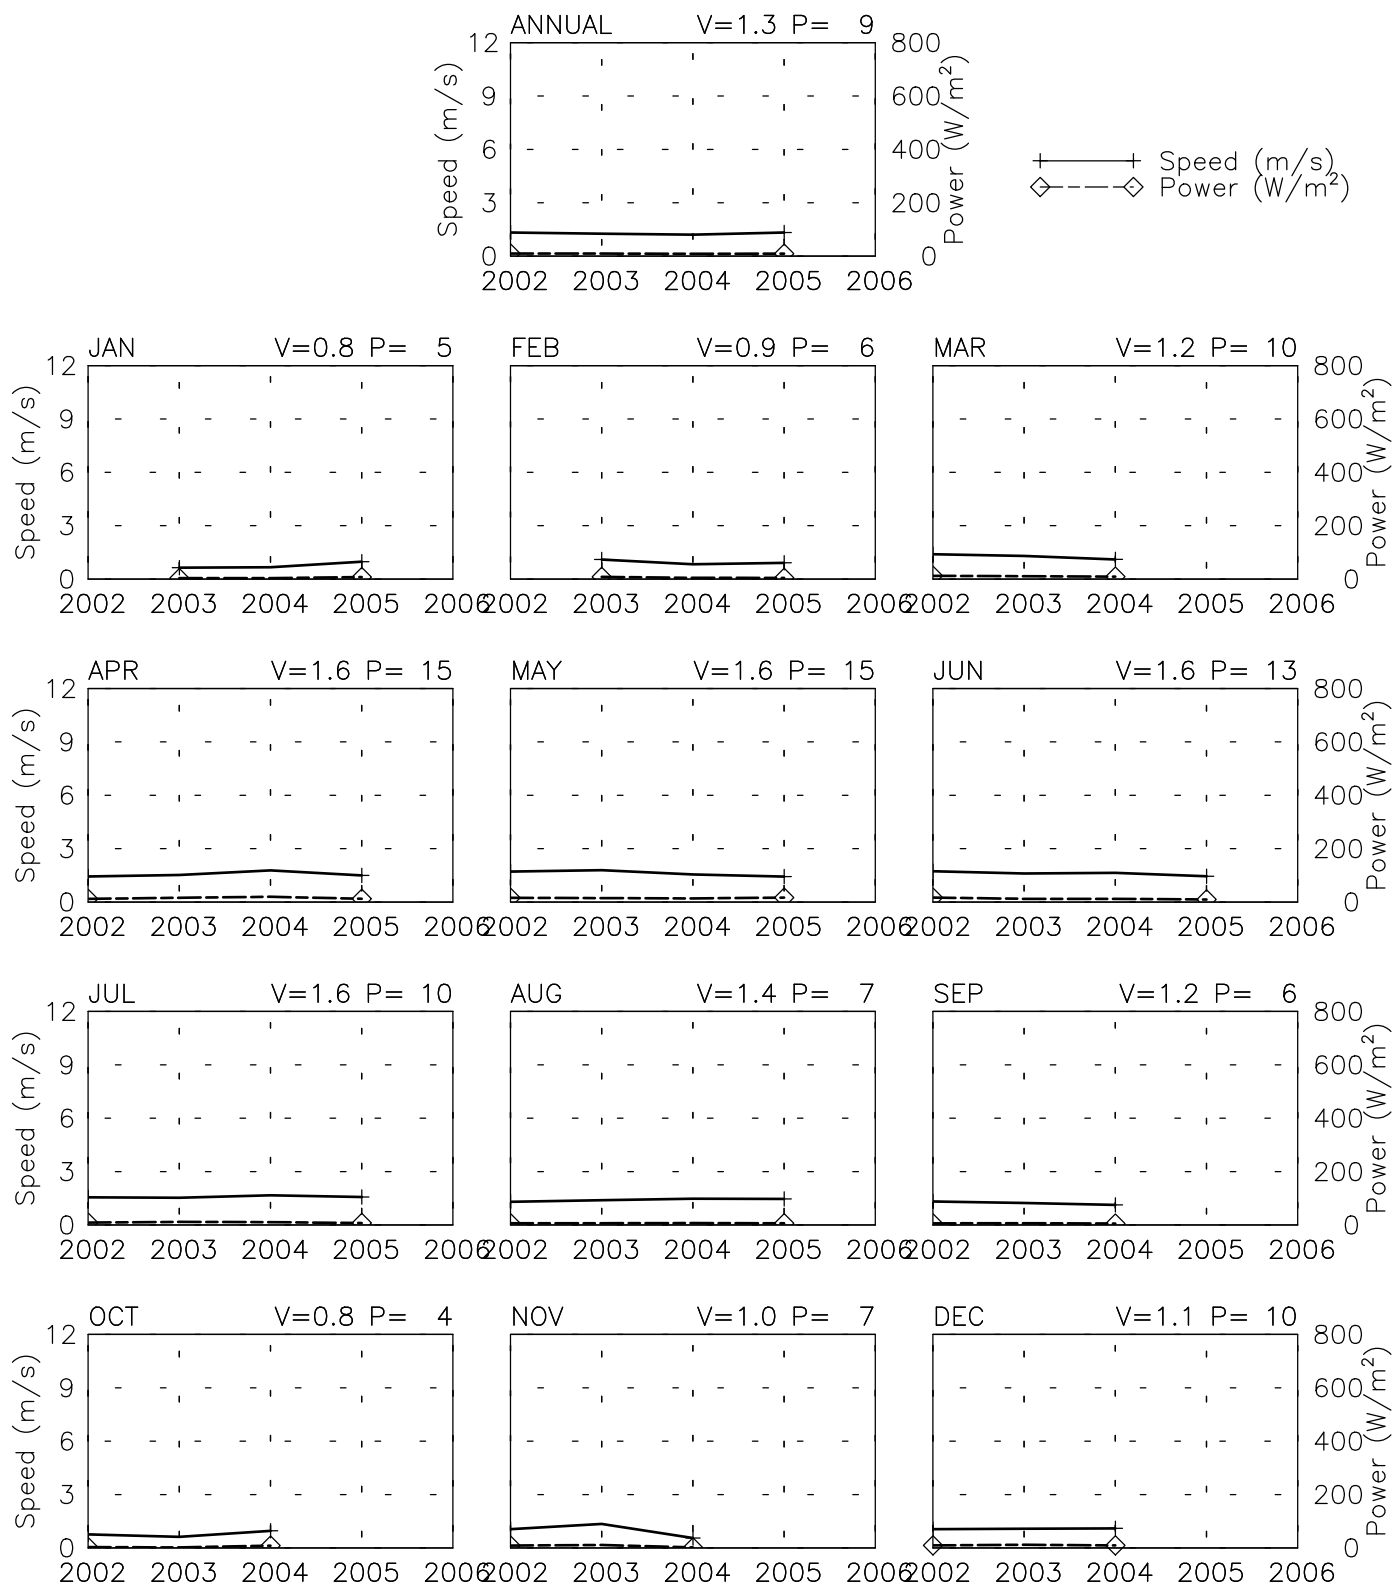 ANNUAL V=1.3 P= 9
12 800
9 600
6 400
3 200
0 0
Speed (m/s)
Power (W/m²)
2002 2003 2004 2005 2006
Speed (m/s)
Power (W/m²)
JAN V=0.8 P= 5 FEB V=0.9 P= 6 MAR V=1.2 P= 10
12 800
9 600
6 400
3 200
0 0
Speed (m/s)
Power (W/m²)
2002 2003 2004 2005 2006 2002 2003 2004 2005 2006 2002 2003 2004 2005 2006
APR V=1.6 P= 15 MAY V=1.6 P= 15 JUN V=1.6 P= 13
12 800
9 600
6 400
3 200
0 0
Speed (m/s)
Power (W/m²)
2002 2003 2004 2005 2006 2002 2003 2004 2005 2006 2002 2003 2004 2005 2006
JUL V=1.6 P= 10 AUG V=1.4 P= 7 SEP V=1.2 P= 6
12 800
9 600
6 400
3 200
0 0
Speed (m/s)
Power (W/m²)
2002 2003 2004 2005 2006 2002 2003 2004 2005 2006 2002 2003 2004 2005 2006
OCT V=0.8 P= 4 NOV V=1.0 P= 7 DEC V=1.1 P= 10
12 800
9 600
6 400
3 200
0 0
Speed (m/s)
Power (W/m²)
2002 2003 2004 2005 2006 2002 2003 2004 2005 2006 2002 2003 2004 2005 2006